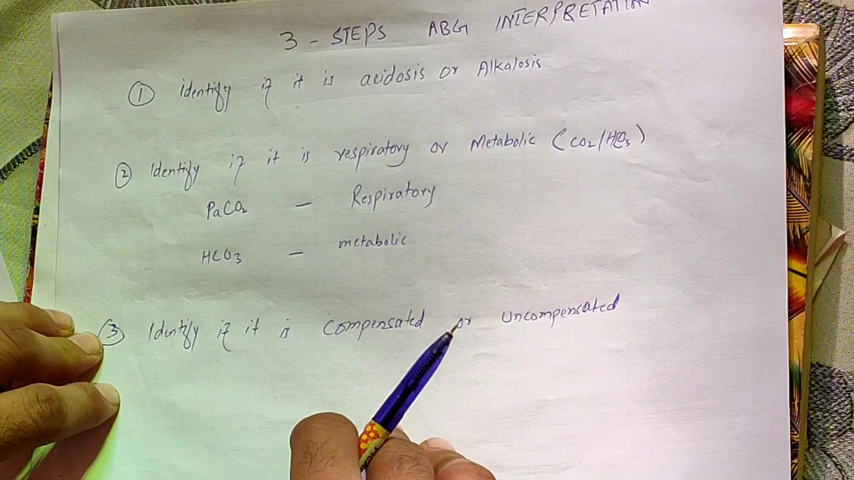 3 - STEPS ABG INTERPRETATION
① Identify if it is acidosis or Alkalosis
② Identify if it is respiratory or Metabolic (CO2/HCO3)
PaCO2 - Respiratory
HCO3 - metabolic
③ Identify if it is compensated or Uncompensated